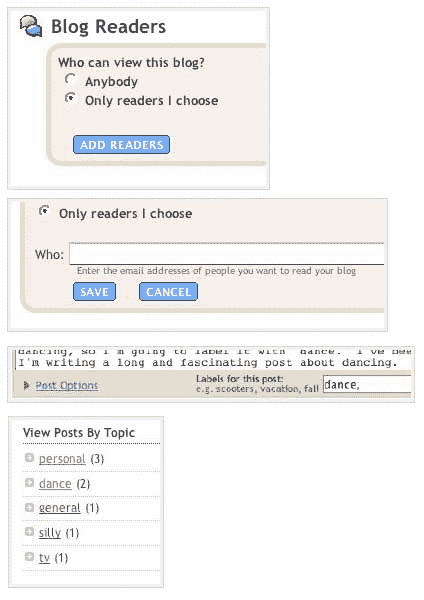 Blog Readers
Who can view this blog?
Anybody
Only readers I choose
ADD READERS
Only readers I choose
Who:
Enter the email addresses of people you want to read your blog
SAVE CANCEL
dancing, so I'm going to label it with "dance." I've bee
I'm writing a long and fascinating post about dancing.
Post Options
Labels for this post:
e.g. scooters, vacation, fall
dance,
View Posts By Topic
personal (3)
dance (2)
general (1)
silly (1)
tv (1)